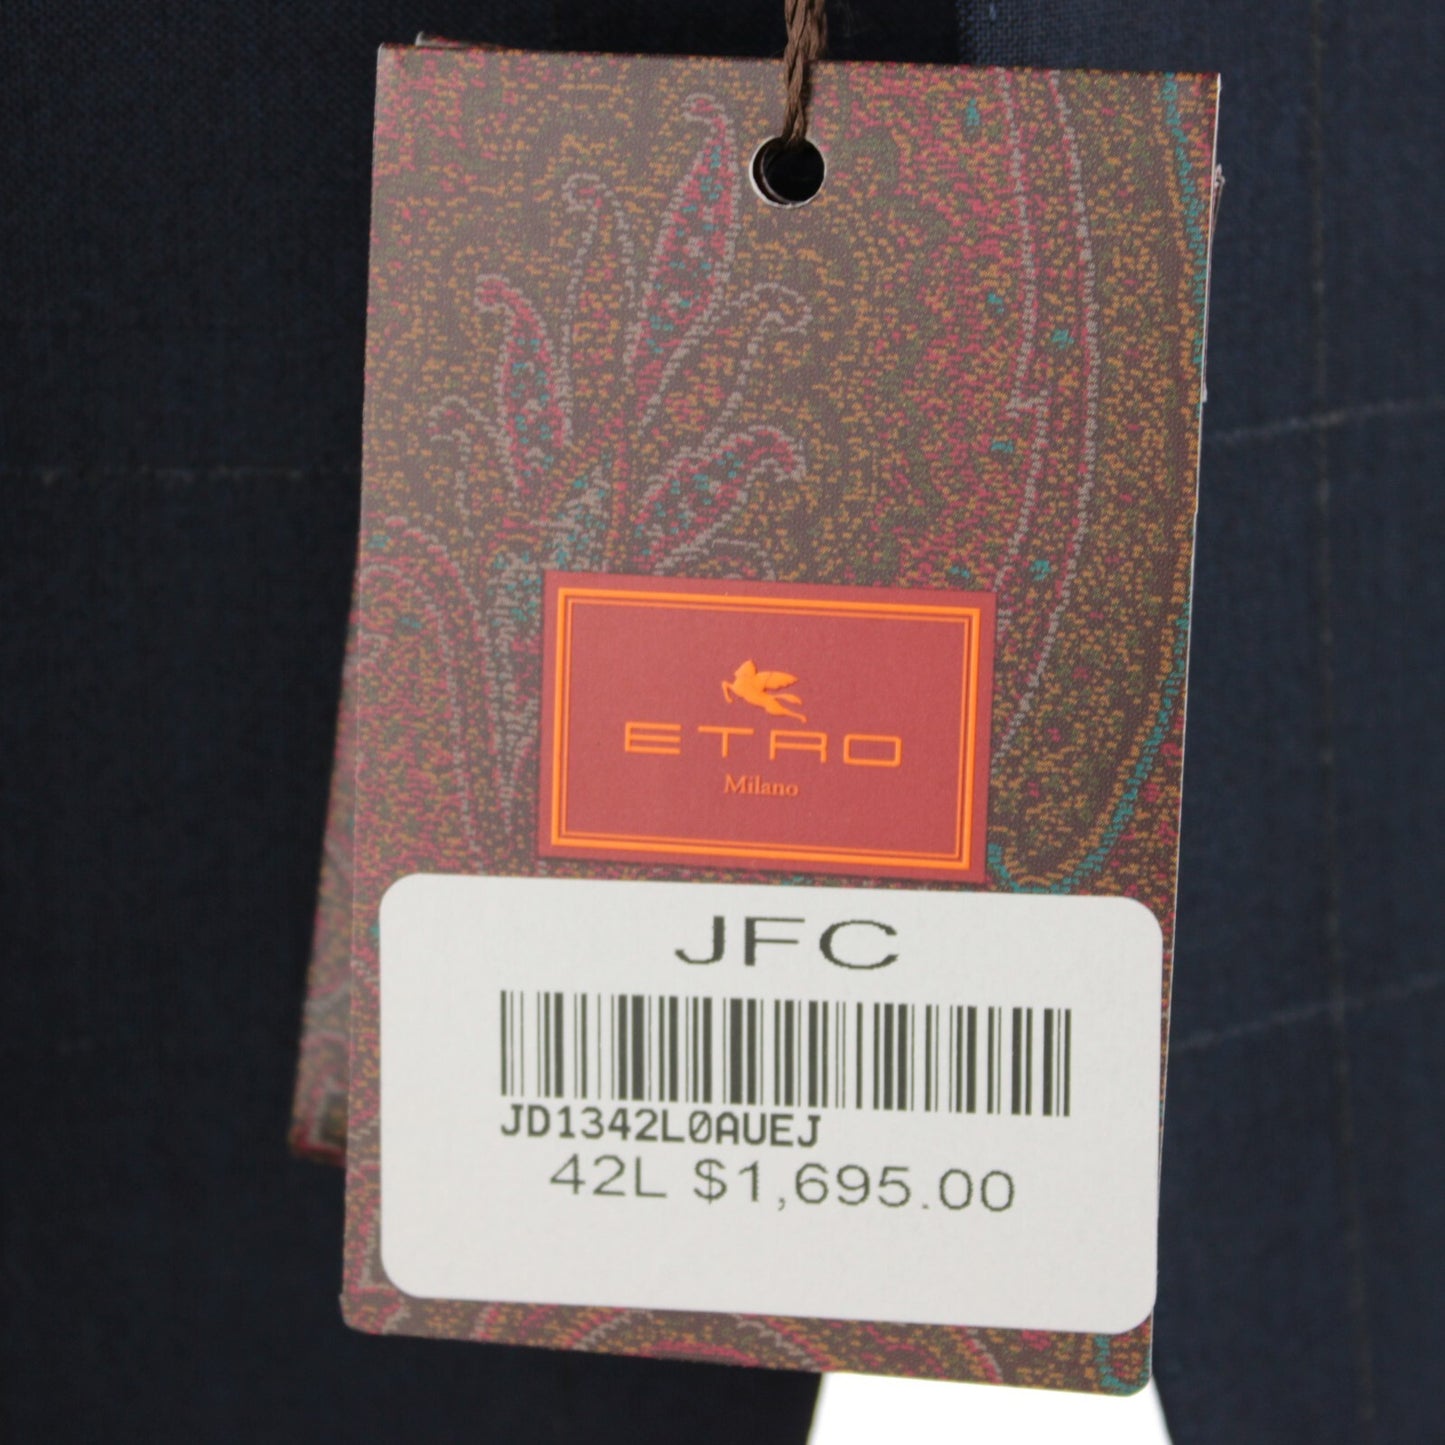 ETRO
Milano
JFC
JD1342L0AUEJ
42L $1,695.00